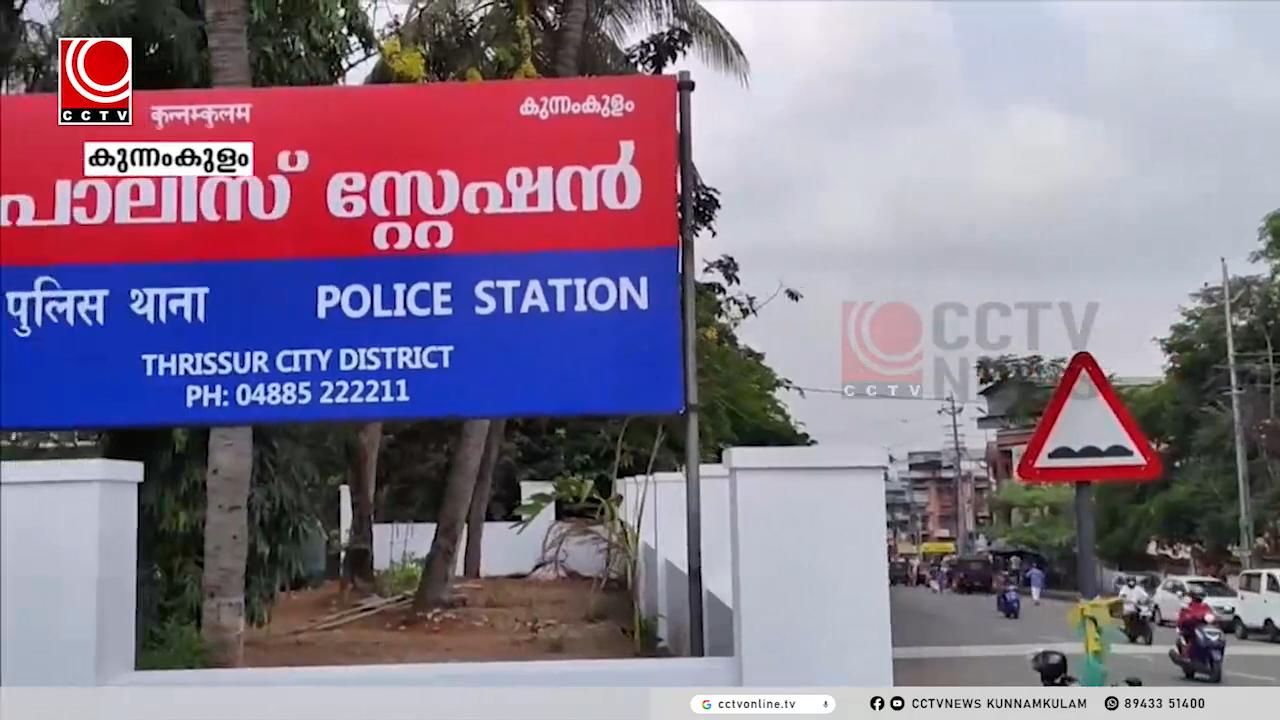 CCTV
कुन्नम्कुलम
കുന്നംകുളം
കുന്നംകുളം
പൊലിസ് സ്റ്റേഷൻ
पुलिस थाना
POLICE STATION
THRISSUR CITY DISTRICT
PH: 04885 222211
CCTV
CCTV
cctvonline.tv
CCTVNEWS KUNNAMKULAM
89433 51400